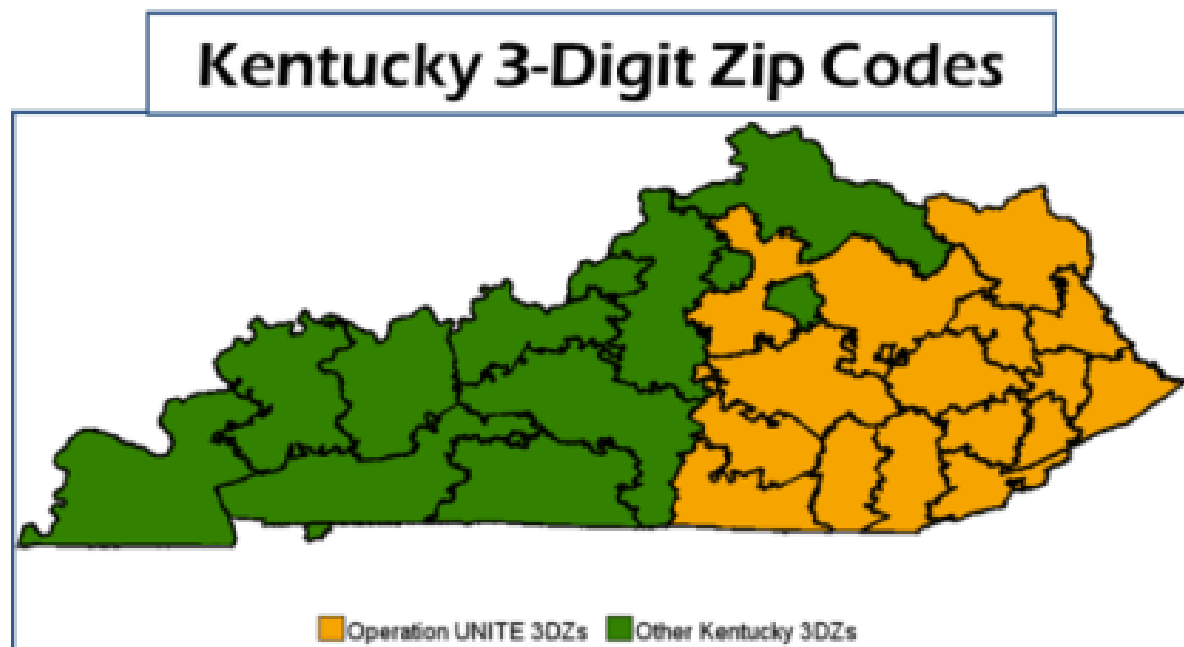 Kentucky 3-Digit Zip Codes
Operation UNITE 3DZs Other Kentucky 3DZs